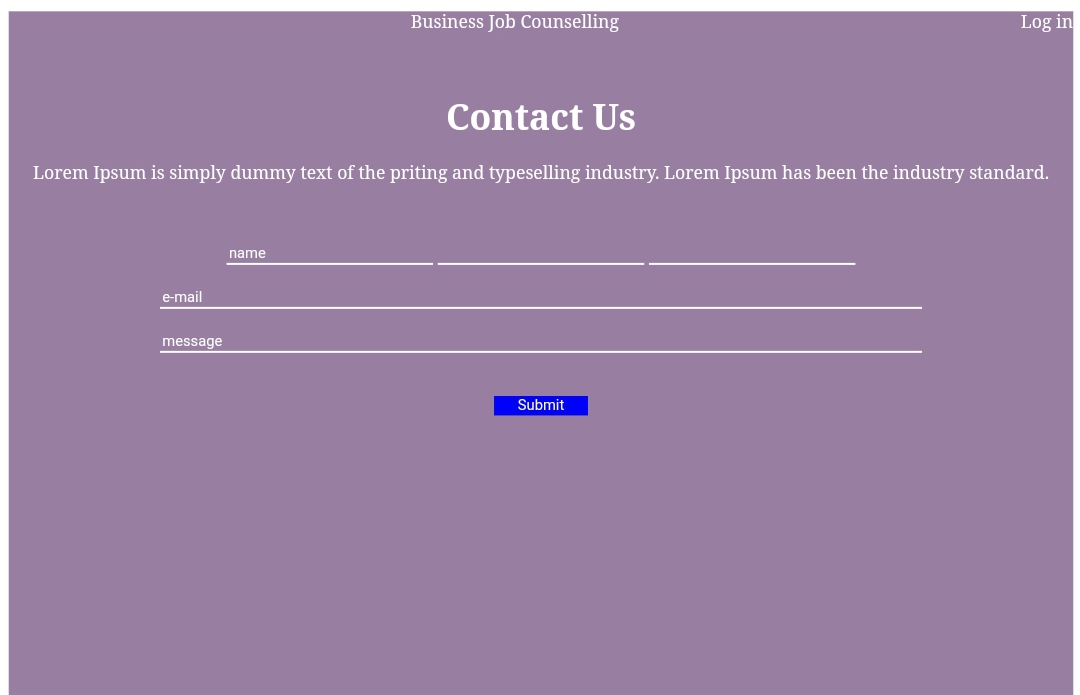 Business Job Counselling
Log in
Contact Us
Lorem Ipsum is simply dummy text of the priting and typeselling industry. Lorem Ipsum has been the industry standard.
name
e-mail
message
Submit